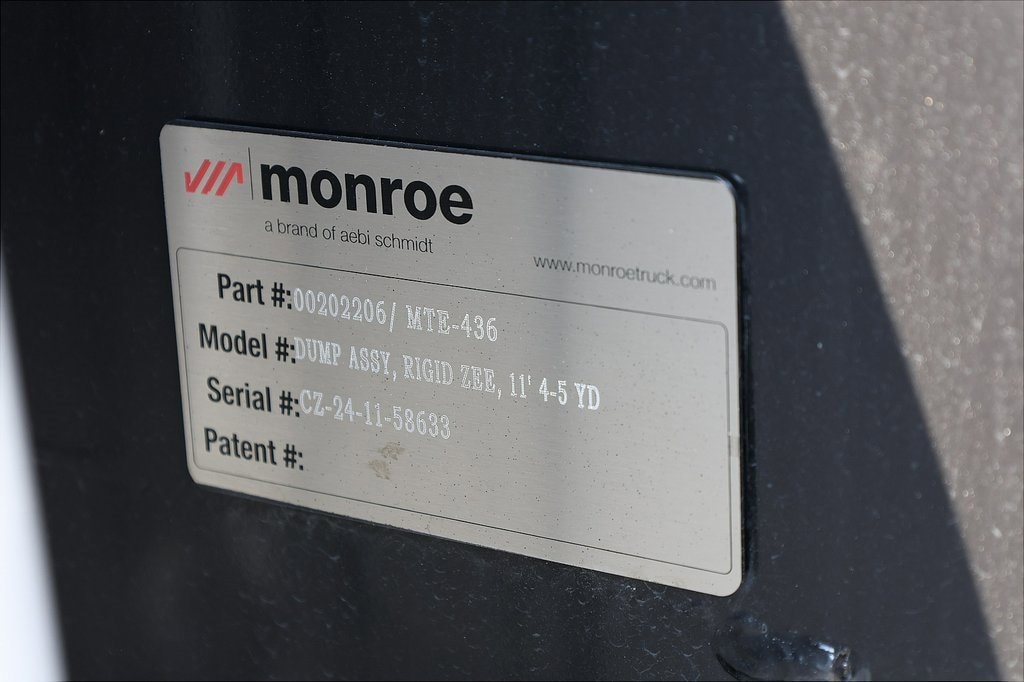 monroe
a brand of aebi schmidt
www.monroetruck.com
Part #:00202206/ MTE-436
Model #:DUMP ASSY, RIGID ZEE, 11' 4-5 YD
Serial #:CZ-24-11-58633
Patent #: